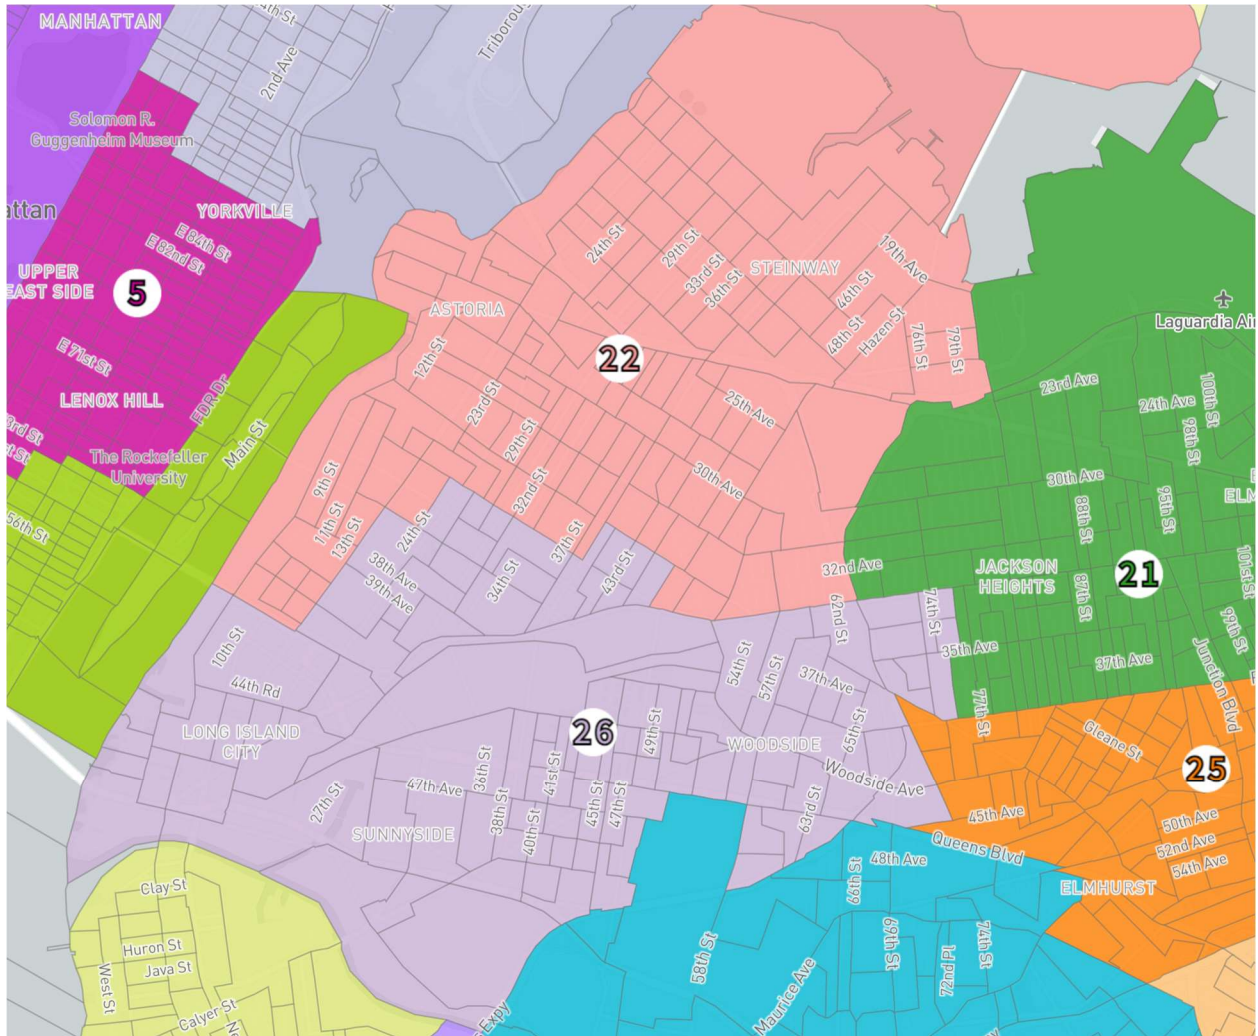 MANHATTAN
2nd Ave
Solomon R.
Guggenheim Museum
attan
YORKVILLE
E 84th St
E 82nd St
UPPER
EAST SIDE
5
E 71st St
LENOX HILL
FDR Dr
Main St
The Rockefeller
University
56th St
24th St
29th St
33rd St
36th St
STEINWAY
19th Ave
46th St
48th St
Hazen St
76th St
79th St
ASTORIA
12th St
22
23rd St
25th Ave
29th St
30th Ave
32nd St
9th St
11th St
13th St
24th St
37th St
38th Ave
39th Ave
34th St
43rd St
32nd Ave
Laguardia Air
23rd Ave
24th Ave
100th St
98th St
30th Ave
95th St
88th St
ELM
JACKSON
HEIGHTS
21
101st St
87th St
99th St
35th Ave
37th Ave
Junction Blvd
77th St
74th St
62nd St
10th St
44th Rd
54th St
57th St
37th Ave
65th St
LONG ISLAND
CITY
26
49th St
WOODSIDE
Woodside Ave
36th St
41st St
47th Ave
27th St
38th St
40th St
45th St
47th St
63rd St
SUNNYSIDE
Gleane St
25
45th Ave
50th Ave
52nd Ave
54th Ave
Queens Blvd
ELMHURST
48th Ave
66th St
69th St
72nd Pl
74th St
58th St
Maurice Ave
Expy
Clay St
Huron St
Java St
West St
Calyer St